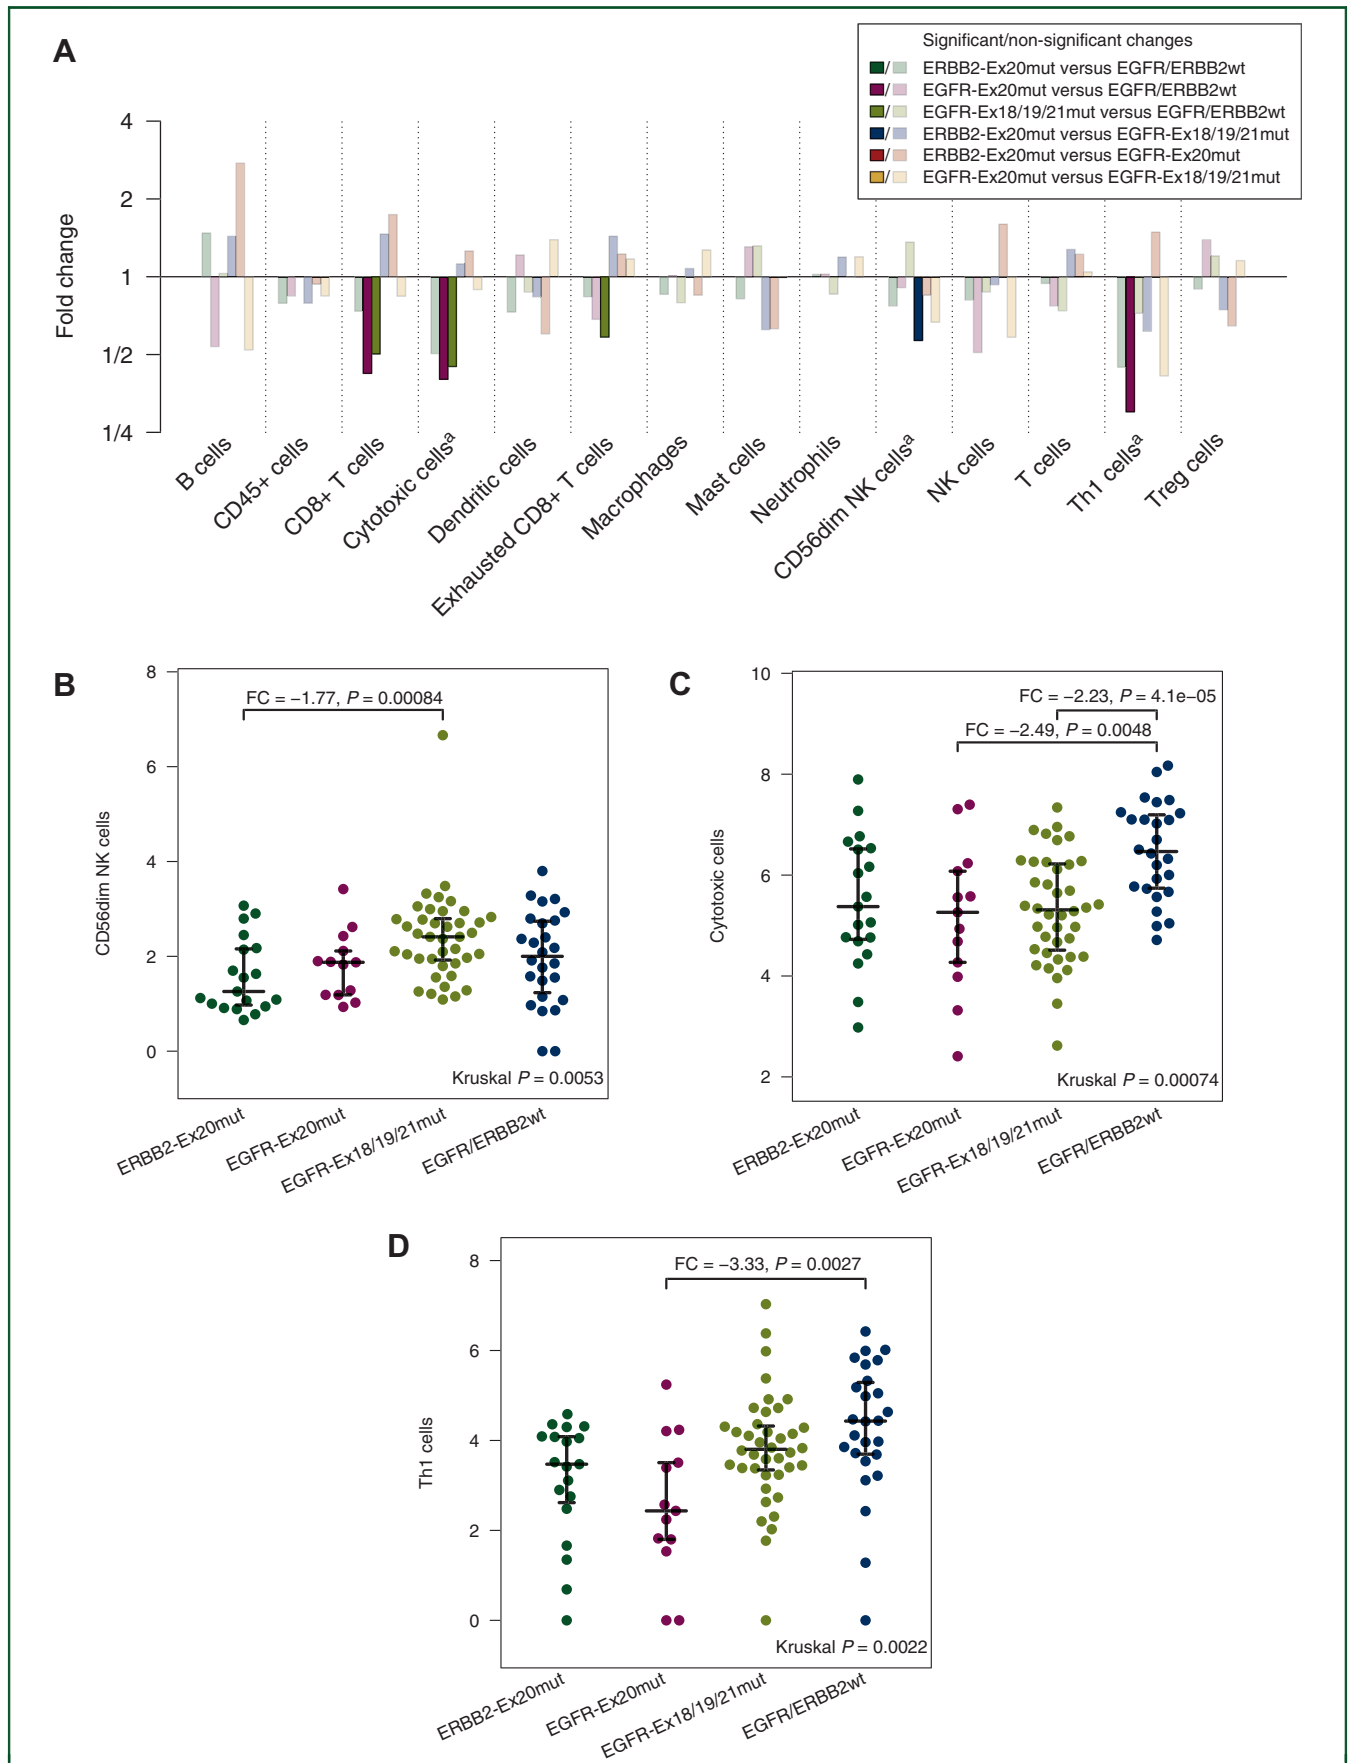 A
Significant/non-significant changes
/ ERBB2-Ex20mut versus EGFR/ERBB2wt
/ EGFR-Ex20mut versus EGFR/ERBB2wt
/ EGFR-Ex18/19/21mut versus EGFR/ERBB2wt
/ ERBB2-Ex20mut versus EGFR-Ex18/19/21mut
/ ERBB2-Ex20mut versus EGFR-Ex20mut
/ EGFR-Ex20mut versus EGFR-Ex18/19/21mut
Fold change
4
2
1
1/2
1/4
B cells
CD45+ cells
CD8+ T cells
Cytotoxic cellsª
Dendritic cells
Exhausted CD8+ T cells
Macrophages
Mast cells
Neutrophils
CD56dim NK cellsª
NK cells
T cells
Th1 cellsª
Treg cells
B
CD56dim NK cells
8
6
4
2
0
FC = −1.77, P = 0.00084
Kruskal P = 0.0053
ERBB2-Ex20mut
EGFR-Ex20mut
EGFR-Ex18/19/21mut
EGFR/ERBB2wt
C
Cytotoxic cells
10
8
6
4
2
FC = −2.23, P = 4.1e−05
FC = −2.49, P = 0.0048
Kruskal P = 0.00074
ERBB2-Ex20mut
EGFR-Ex20mut
EGFR-Ex18/19/21mut
EGFR/ERBB2wt
D
Th1 cells
8
6
4
2
0
FC = −3.33, P = 0.0027
Kruskal P = 0.0022
ERBB2-Ex20mut
EGFR-Ex20mut
EGFR-Ex18/19/21mut
EGFR/ERBB2wt